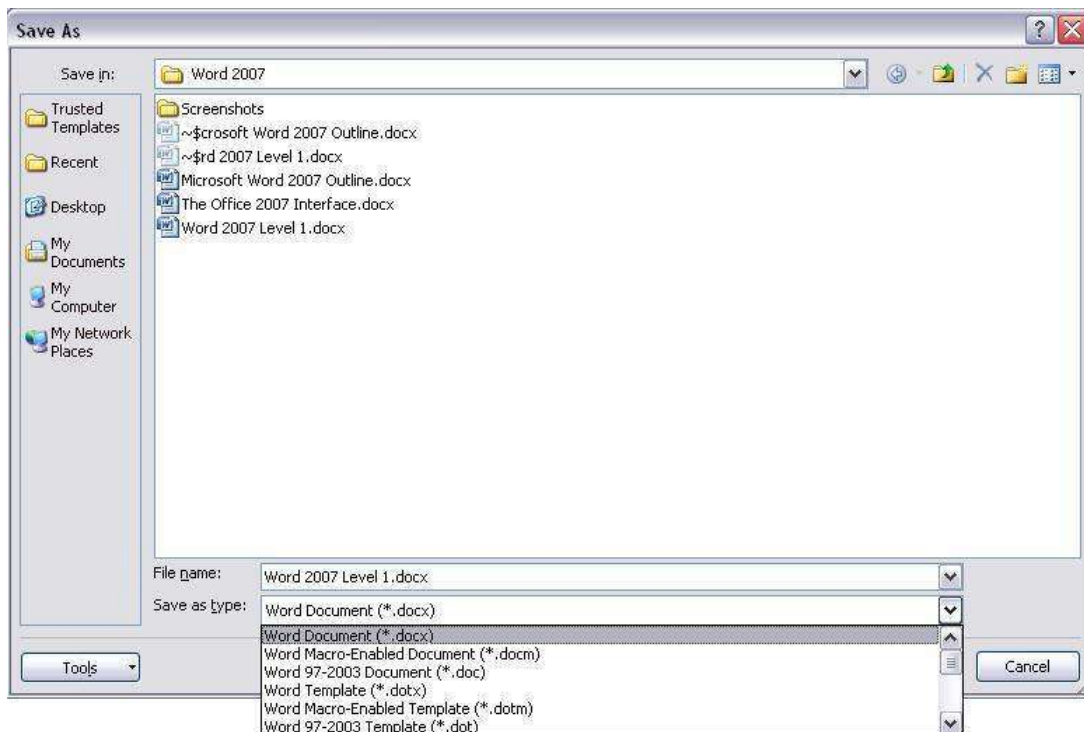 Save As
Save in:
Word 2007
Trusted
Templates
Recent
Desktop
My
Documents
My
Computer
My Network
Places
Screenshots
~$crosoft Word 2007 Outline.docx
~$rd 2007 Level 1.docx
Microsoft Word 2007 Outline.docx
The Office 2007 Interface.docx
Word 2007 Level 1.docx
File name:
Word 2007 Level 1.docx
Save as type:
Word Document (*.docx)
Word Document (*.docx)
Word Macro-Enabled Document (*.docm)
Word 97-2003 Document (*.doc)
Word Template (*.dotx)
Word Macro-Enabled Template (*.dotm)
Word 97-2003 Template (*.dot)
Tools
Cancel